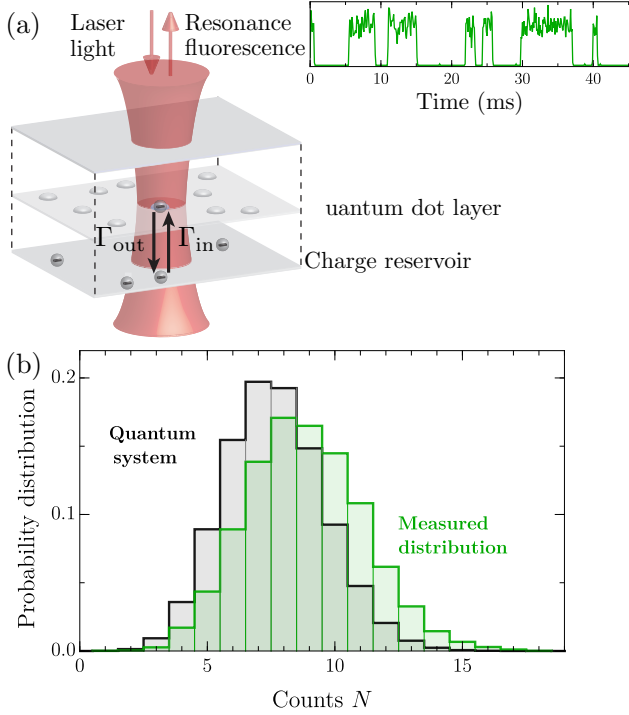 (a)
Laser
light
Resonance
fluorescence
0 10 20 30 40
Time (ms)
uantum dot layer
Γout Γin
Charge reservoir
(b)
0.2
0.1
0.0
Probability distribution
Quantum
system
Measured
distribution
5 10 15
Counts N